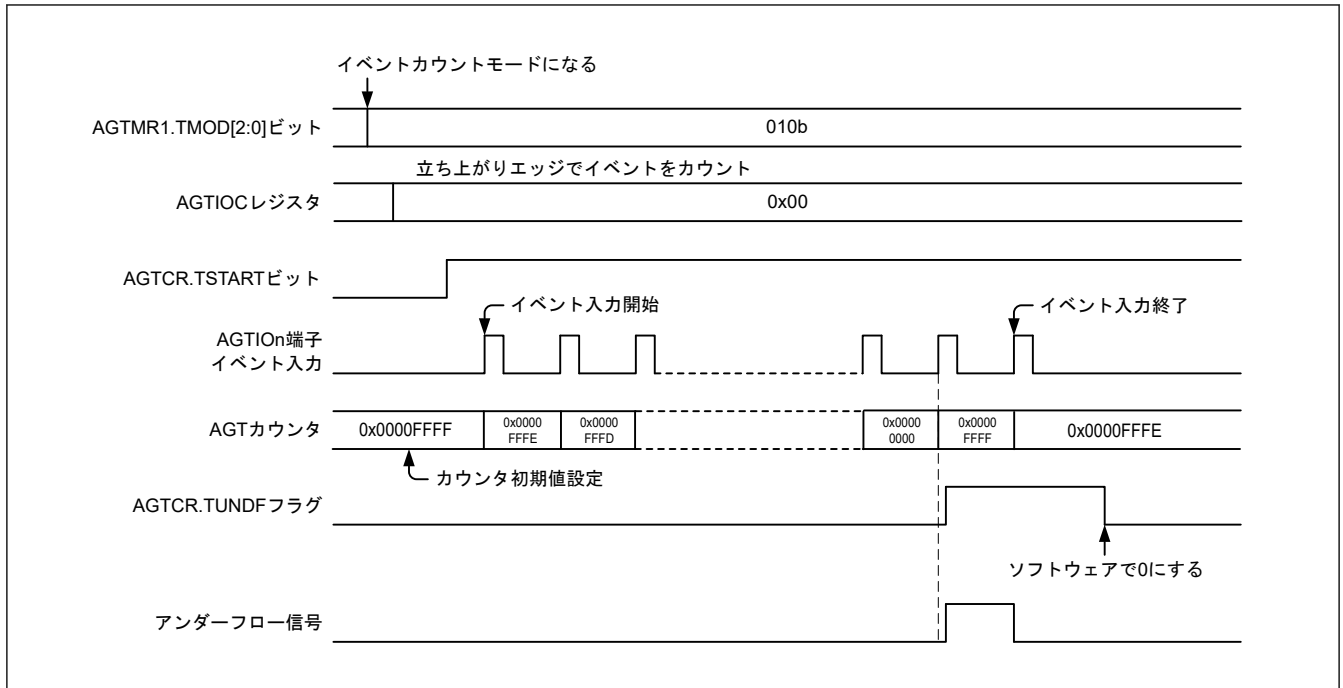 イベントカウントモードになる
AGTMR1.TMOD[2:0]ビット
010b
立ち上がりエッジでイベントをカウント
AGTIOCレジスタ
0x00
AGTCR.TSTARTビット
イベント入力開始
イベント入力終了
AGTIOn端子
イベント入力
AGTカウンタ
0x0000FFFF
0x0000
FFFE
0x0000
FFFD
0x0000
0000
0x0000
FFFF
0x0000FFFE
カウンタ初期値設定
AGTCR.TUNDFフラグ
ソフトウェアで0にする
アンダーフロー信号